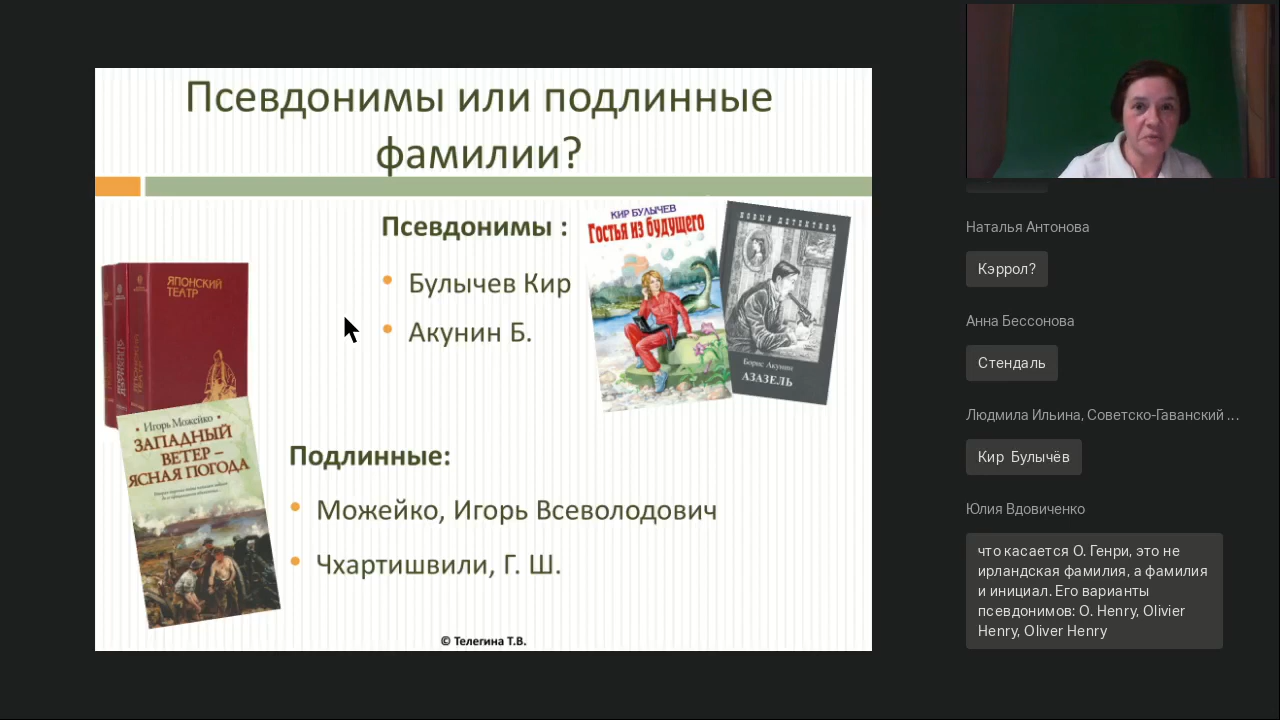 Псевдонимы или подлинные
фамилии?
Псевдонимы :
• Булычев Кир
• Акунин Б.
КИР БУЛЫЧЕВ
Гостья из будущего
НОВЫЙ ДЕТЕКТИВЪ
Борис Акунин
АЗАЗЕЛЬ
ЯПОНСКИЙ
ТЕАТР
• Игорь Можейко •
ЗАПАДНЫЙ
ВЕТЕР –
ЯСНАЯ ПОГОДА
Подлинные:
• Можейко, Игорь Всеволодович
• Чхартишвили, Г. Ш.
© Телегина Т.В.
Наталья Антонова
Кэррол?
Анна Бессонова
Стендаль
Людмила Ильина, Советско-Гаванский ...
Кир Булычёв
Юлия Вдовиченко
что касается О. Генри, это не
ирландская фамилия, а фамилия
и инициал. Его варианты
псевдонимов: O. Henry, Olivier
Henry, Oliver Henry